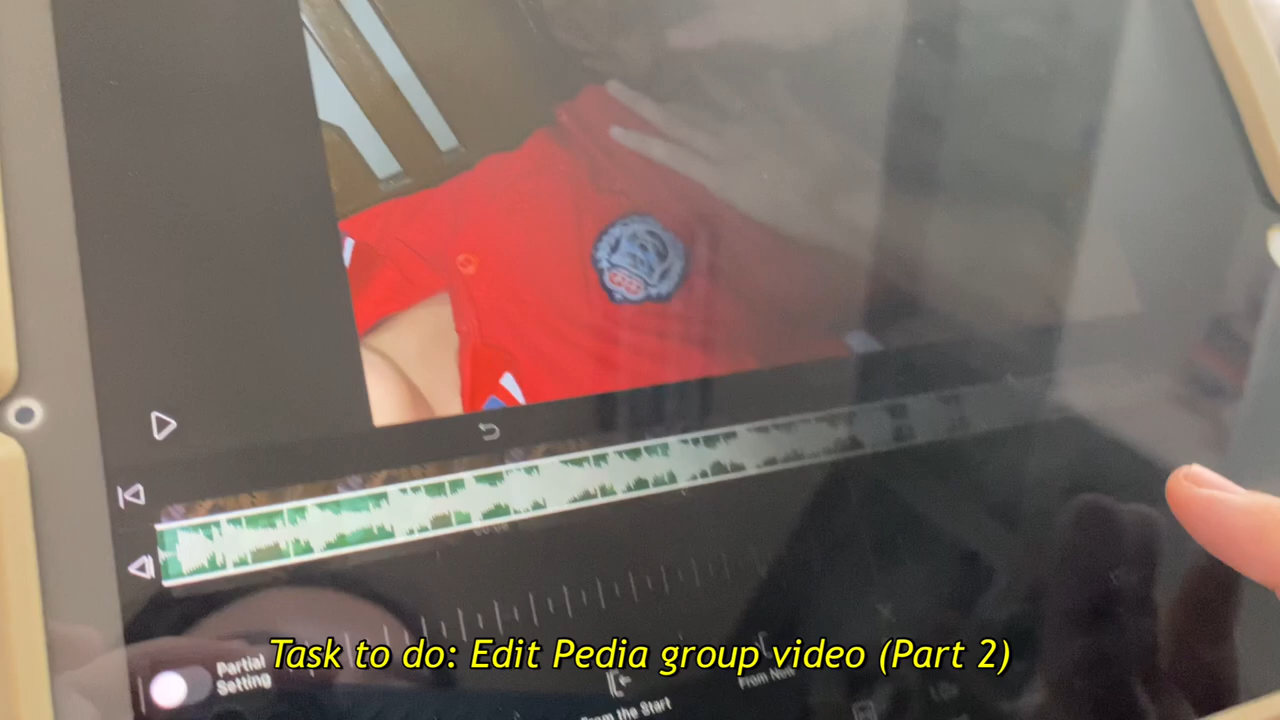 Partial
Setting
From the Start
From Now
Task to do: Edit Pedia group video (Part 2)